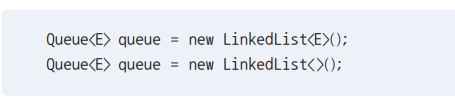 Queue<E> queue = new LinkedList<E>();
Queue<E> queue = new LinkedList<>();